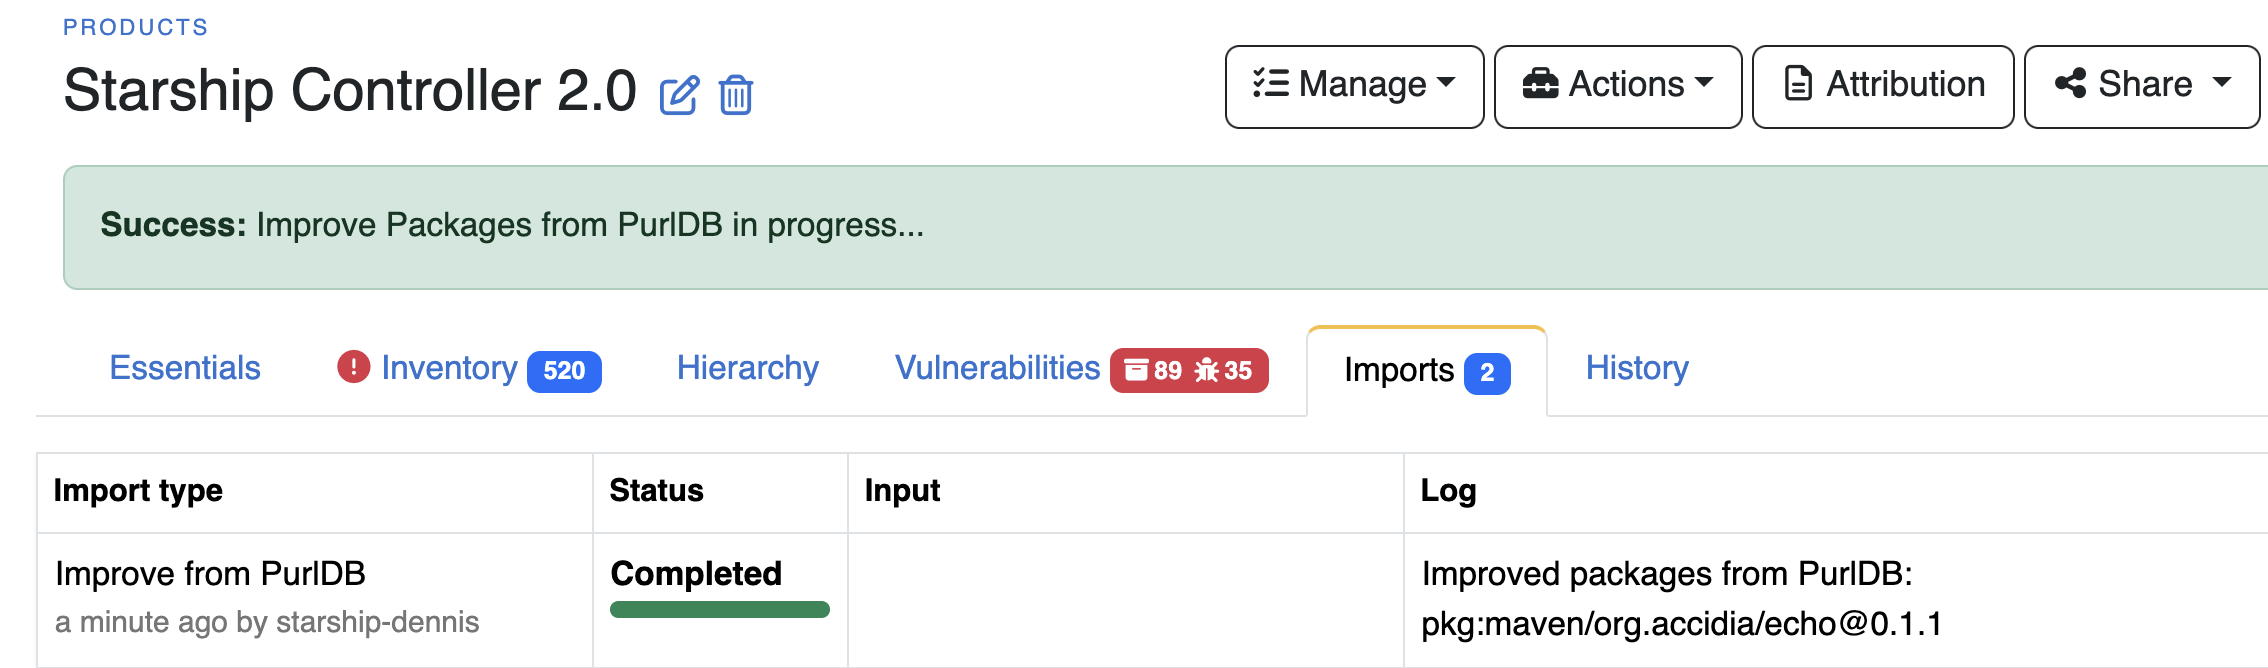 PRODUCTS
Starship Controller 2.0
Manage
Actions
Attribution
Share
Success: Improve Packages from PurlDB in progress...
Essentials
Inventory 520
Hierarchy
Vulnerabilities 89 35
Imports 2
History
Import type
Status
Input
Log
Improve from PurlDB
a minute ago by starship-dennis
Completed
Improved packages from PurlDB:
pkg:maven/org.accidia/echo@0.1.1